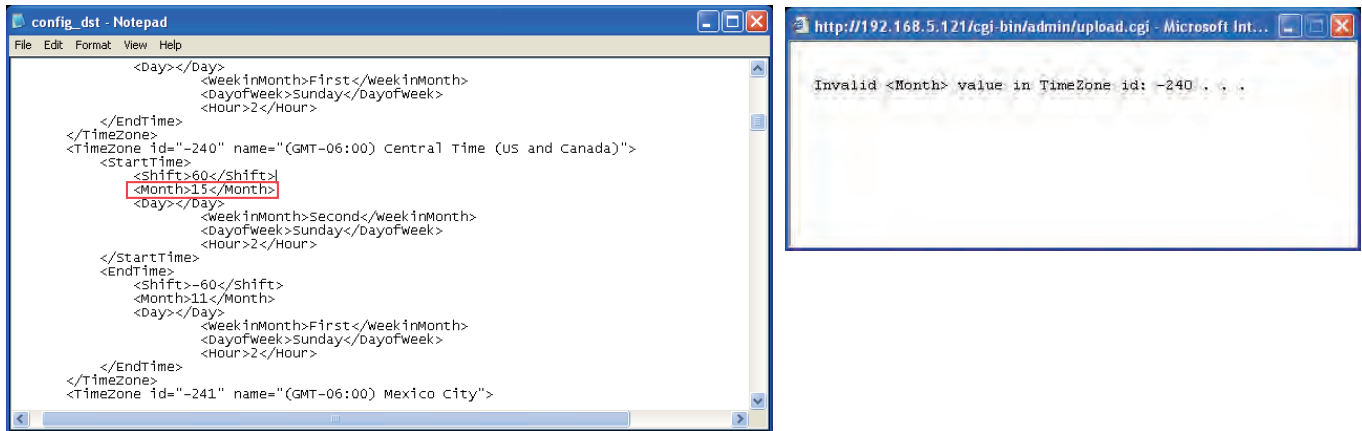 config_dst - Notepad
File Edit Format View Help
<Day></Day>
<WeekinMonth>First</WeekinMonth>
<DayofWeek>Sunday</DayofWeek>
<Hour>2</Hour>
</EndTime>
</TimeZone>
<TimeZone id="-240" name="(GMT-06:00) Central Time (US and Canada)">
<StartTime>
<Shift>60</Shift>
<Month>15</Month>
<Day></Day>
<WeekinMonth>Second</WeekinMonth>
<DayofWeek>Sunday</DayofWeek>
<Hour>2</Hour>
</StartTime>
<EndTime>
<Shift>-60</Shift>
<Month>11</Month>
<Day></Day>
<WeekinMonth>First</WeekinMonth>
<DayofWeek>Sunday</DayofWeek>
<Hour>2</Hour>
</EndTime>
</TimeZone>
<TimeZone id="-241" name="(GMT-06:00) Mexico City">
http://192.168.5.121/cgi-bin/admin/upload.cgi - Microsoft Int...
Invalid <Month> value in TimeZone id: -240 . . .